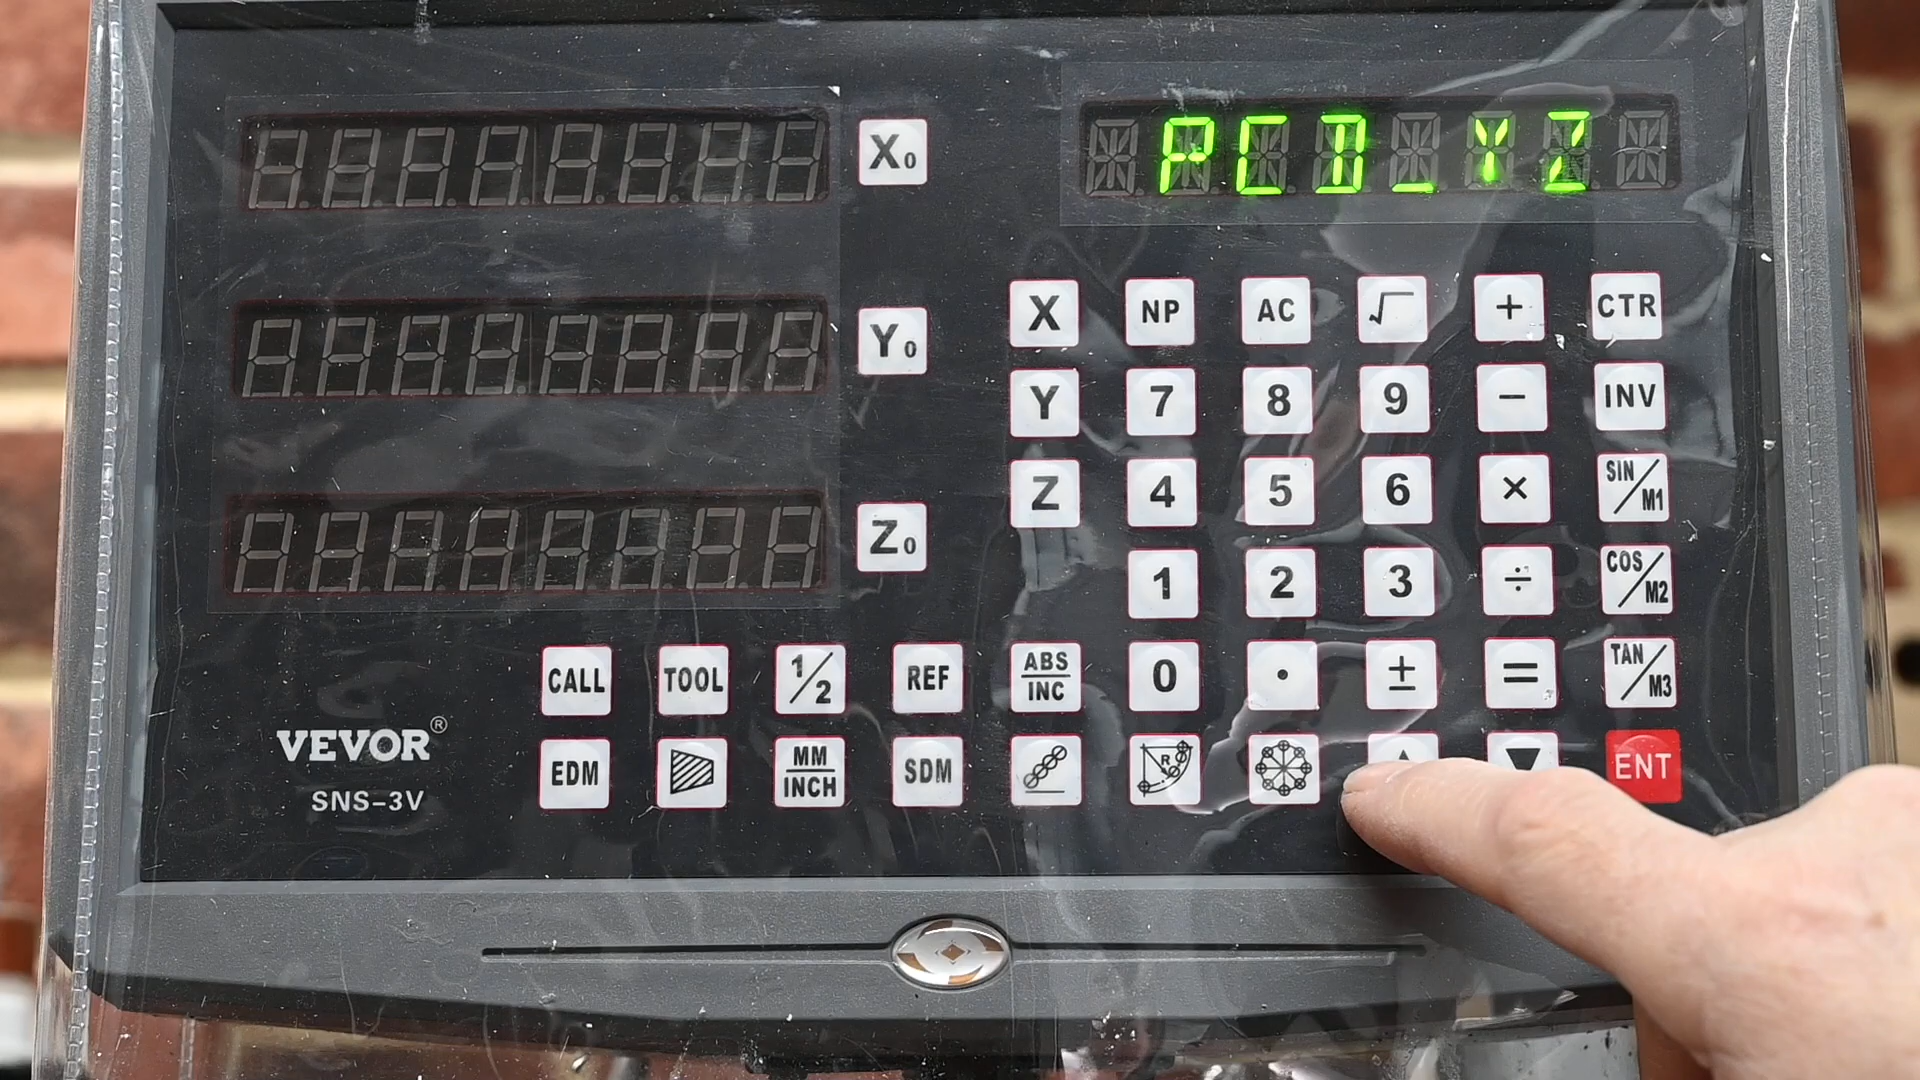 X0
PCD_YZ
Y0
Z0
X NP AC √ + CTR
Y 7 8 9 − INV
Z 4 5 6 × SIN/M1
1 2 3 ÷ COS/M2
CALL TOOL 1/2 REF ABS/INC 0 . ± = TAN/M3
EDM MM/INCH SDM R ▲ ▼ ENT
VEVOR®
SNS-3V